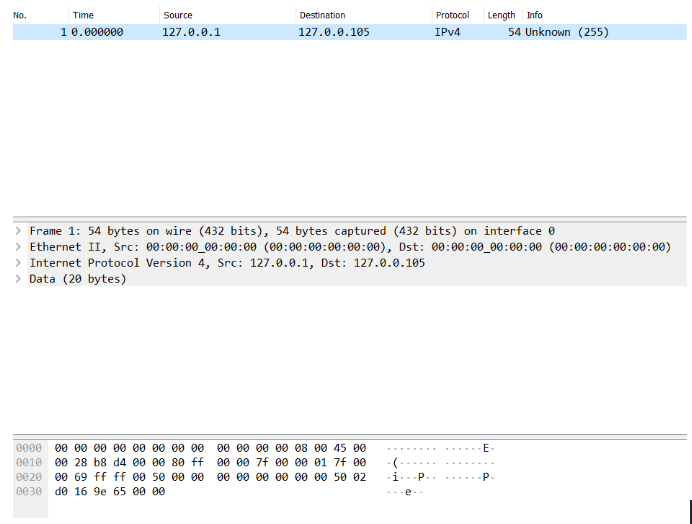 No. Time Source Destination Protocol Length Info
1 0.000000 127.0.0.1 127.0.0.105 IPv4 54 Unknown (255)
> Frame 1: 54 bytes on wire (432 bits), 54 bytes captured (432 bits) on interface 0
> Ethernet II, Src: 00:00:00_00:00:00 (00:00:00:00:00:00), Dst: 00:00:00_00:00:00 (00:00:00:00:00:00)
> Internet Protocol Version 4, Src: 127.0.0.1, Dst: 127.0.0.105
> Data (20 bytes)
0000 00 00 00 00 00 00 00 00 00 00 00 00 08 00 45 00 ········ ······E·
0010 00 28 b8 d4 00 00 80 ff 00 00 7f 00 00 01 7f 00 ·(······ ········
0020 00 69 ff ff 00 50 00 00 00 00 00 00 00 00 50 02 ·i···P·· ······P·
0030 d0 16 9e 65 00 00 ···e··